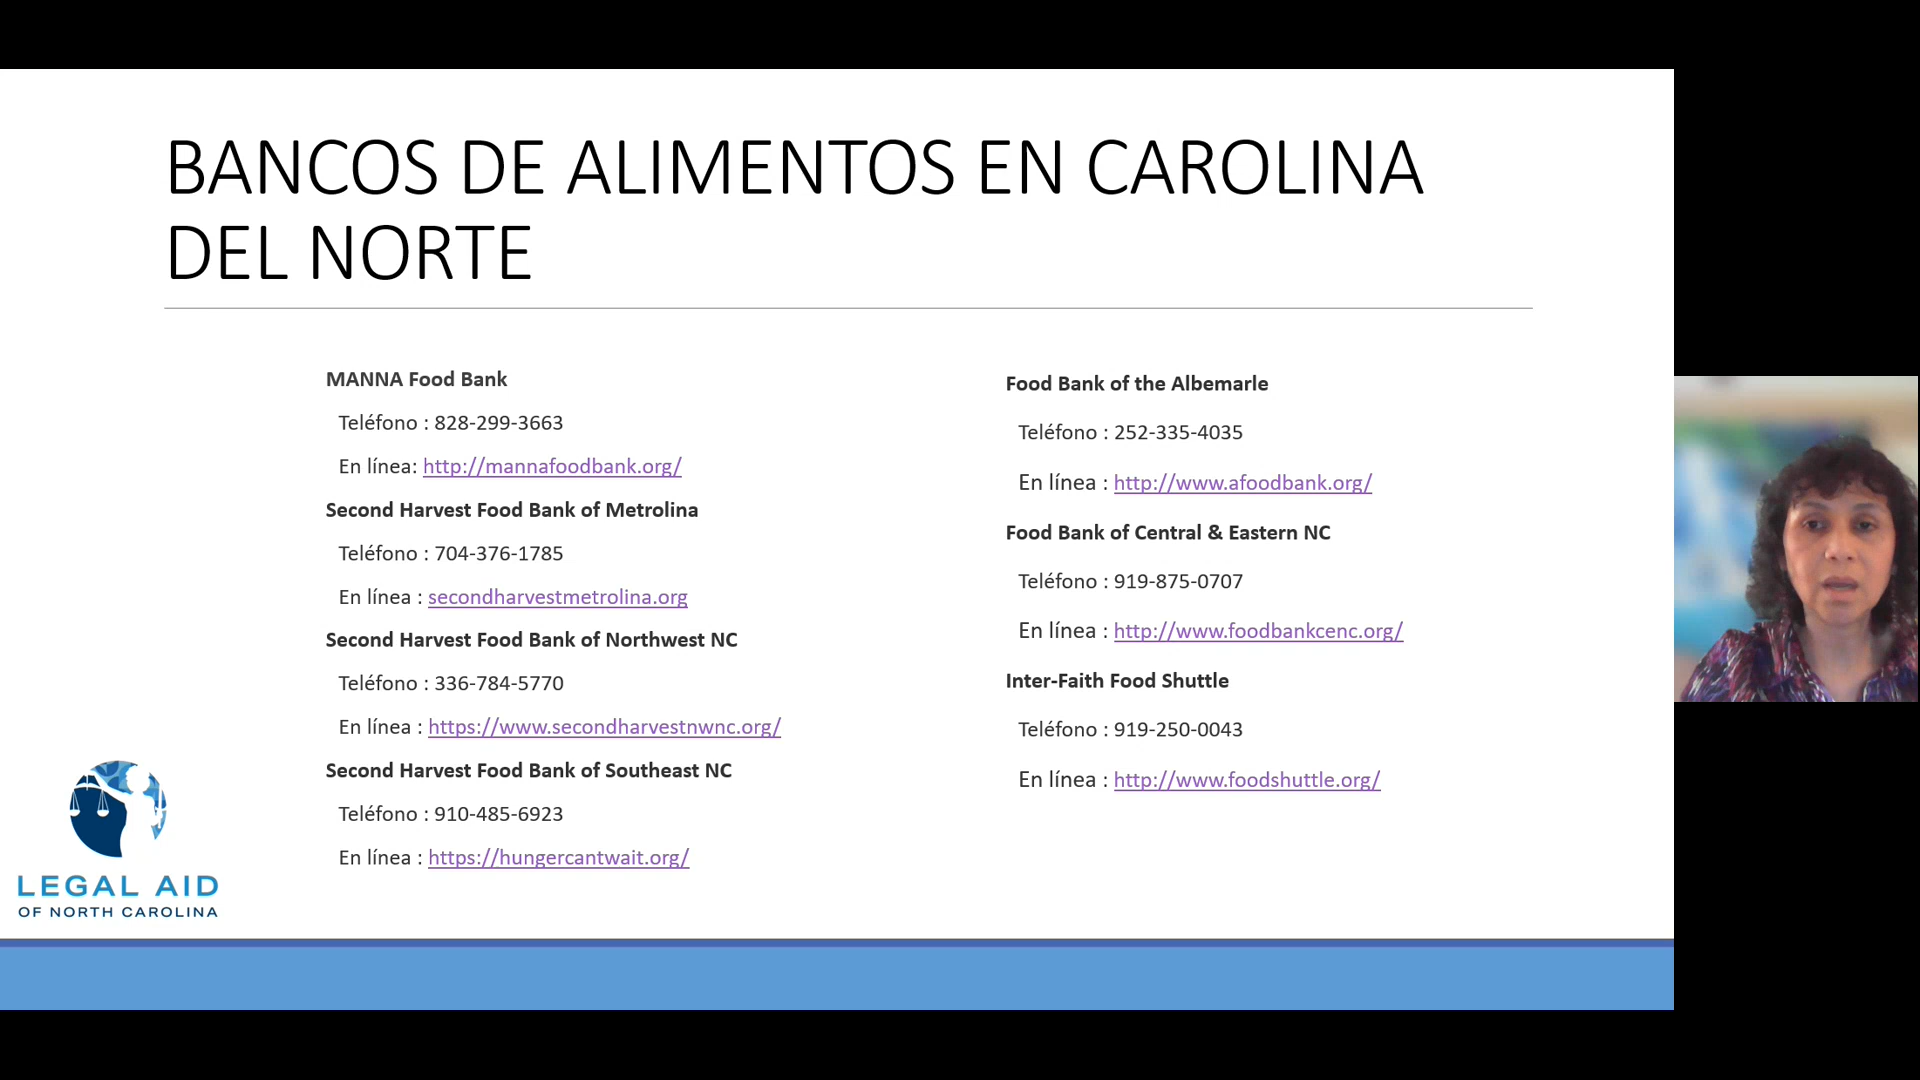 BANCOS DE ALIMENTOS EN CAROLINA
DEL NORTE
MANNA Food Bank
Teléfono : 828-299-3663
En línea: http://mannafoodbank.org/
Second Harvest Food Bank of Metrolina
Teléfono : 704-376-1785
En línea : secondharvestmetrolina.org
Second Harvest Food Bank of Northwest NC
Teléfono : 336-784-5770
En línea : https://www.secondharvestnwnc.org/
Second Harvest Food Bank of Southeast NC
Teléfono : 910-485-6923
En línea : https://hungercantwait.org/
Food Bank of the Albemarle
Teléfono : 252-335-4035
En línea : http://www.afoodbank.org/
Food Bank of Central & Eastern NC
Teléfono : 919-875-0707
En línea : http://www.foodbankcenc.org/
Inter-Faith Food Shuttle
Teléfono : 919-250-0043
En línea : http://www.foodshuttle.org/
LEGAL AID
OF NORTH CAROLINA